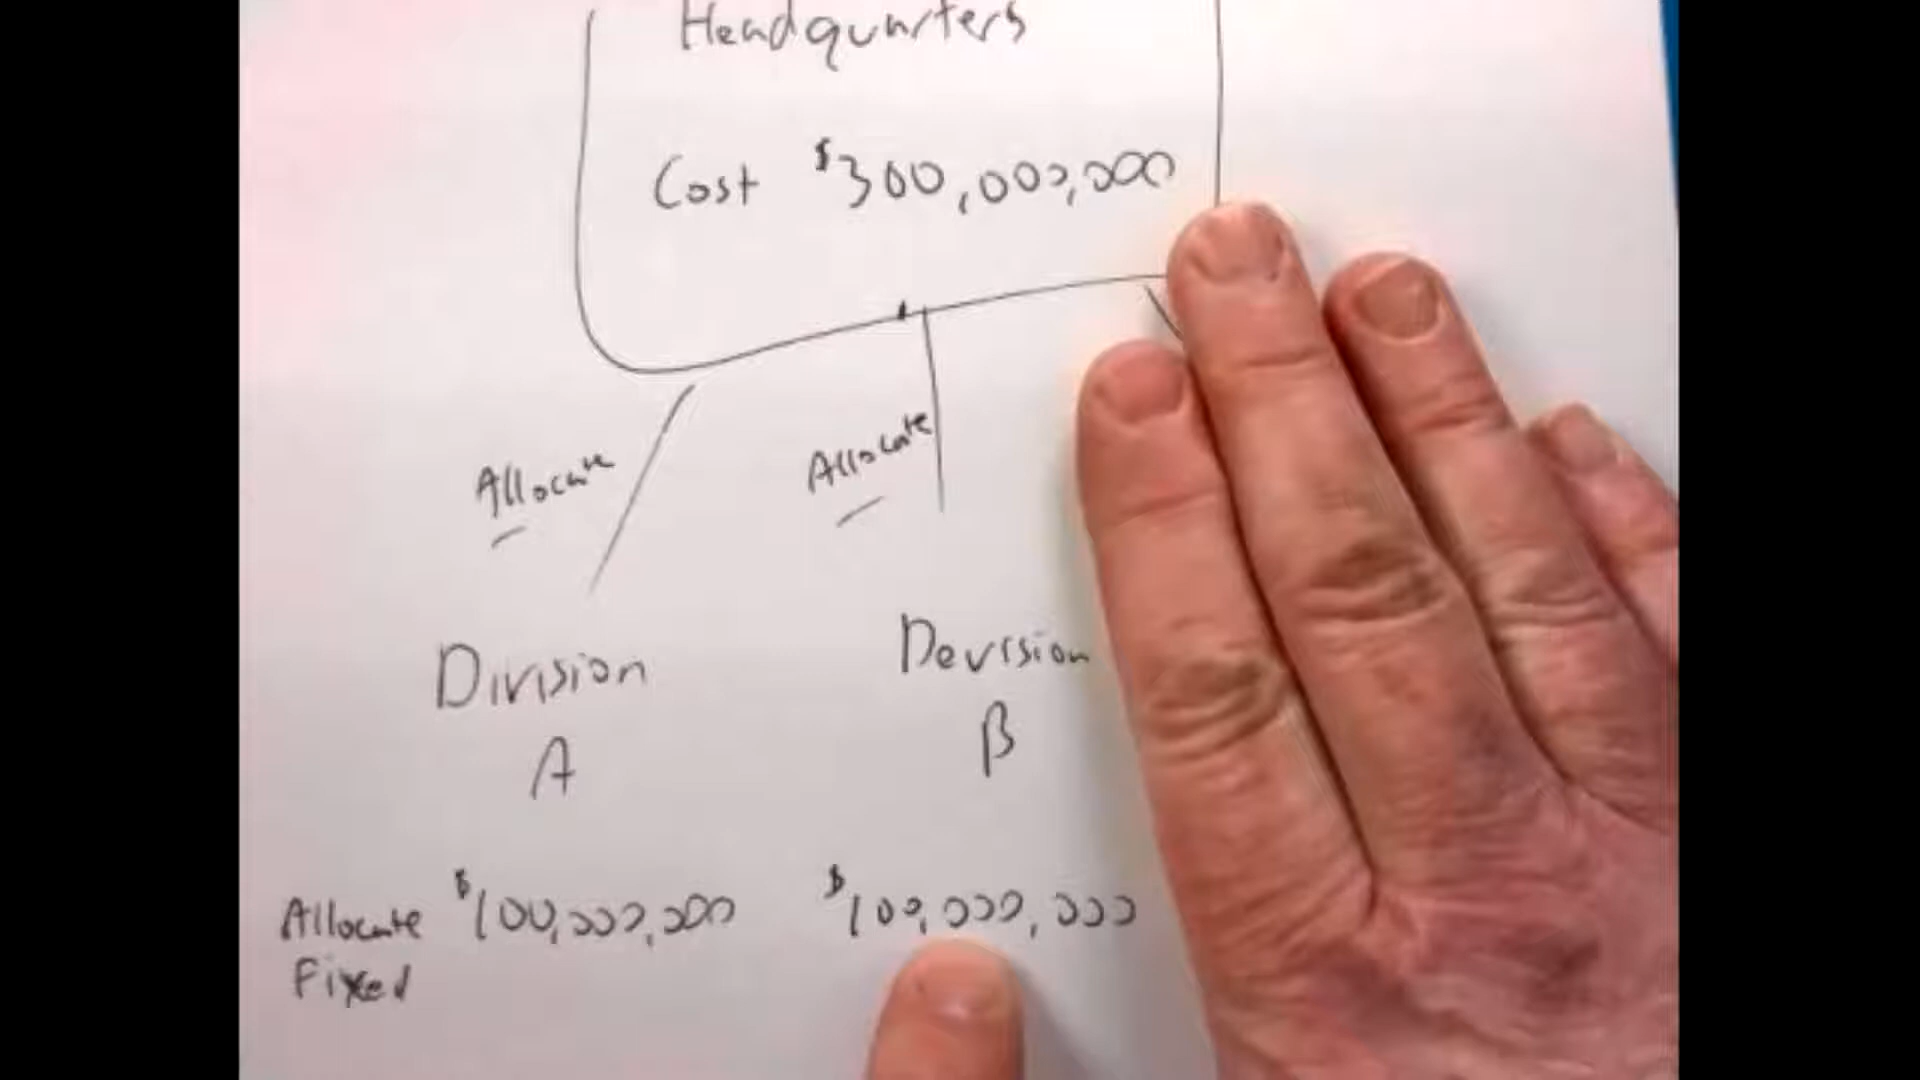 Headquarters
Cost $300,000,000
Allocate
Allocate
Division
A
Devision
B
Allocate $100,000,000 $100,000,000
Fixed